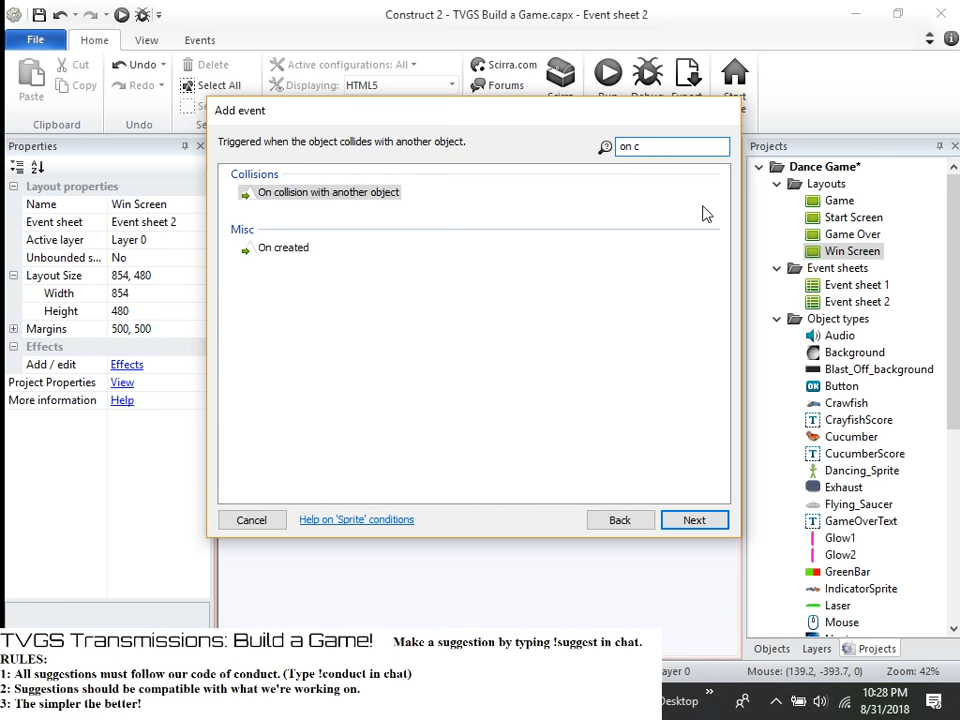 Construct 2 - TVGS Build a Game.capx - Event sheet 2
File Home View Events
Paste Cut Copy Clipboard
Undo Redo Undo
Delete Select All
Active configurations: All
Displaying: HTML5
Scirra.com Forums
Add event
Triggered when the object collides with another object.
on c
Collisions
On collision with another object
Misc
On created
Cancel Help on 'Sprite' conditions Back Next
Properties
Layout properties
Name Win Screen
Event sheet Event sheet 2
Active layer Layer 0
Unbounded s... No
Layout Size 854, 480
Width 854
Height 480
Margins 500, 500
Effects
Add / edit Effects
Project Properties View
More information Help
Projects
Dance Game*
Layouts
Game
Start Screen
Game Over
Win Screen
Event sheets
Event sheet 1
Event sheet 2
Object types
Audio
Background
Blast_Off_background
Button
Crawfish
CrayfishScore
Cucumber
CucumberScore
Dancing_Sprite
Exhaust
Flying_Saucer
GameOverText
Glow1
Glow2
GreenBar
IndicatorSprite
Laser
Mouse
Objects Layers Projects
ayer 0 Mouse: (139.2, -393.7, 0) Zoom: 42%
TVGS Transmissions: Build a Game! Make a suggestion by typing !suggest in chat.
RULES:
1: All suggestions must follow our code of conduct. (Type !conduct in chat)
2: Suggestions should be compatible with what we're working on.
3: The simpler the better!
Desktop
10:28 PM
8/31/2018